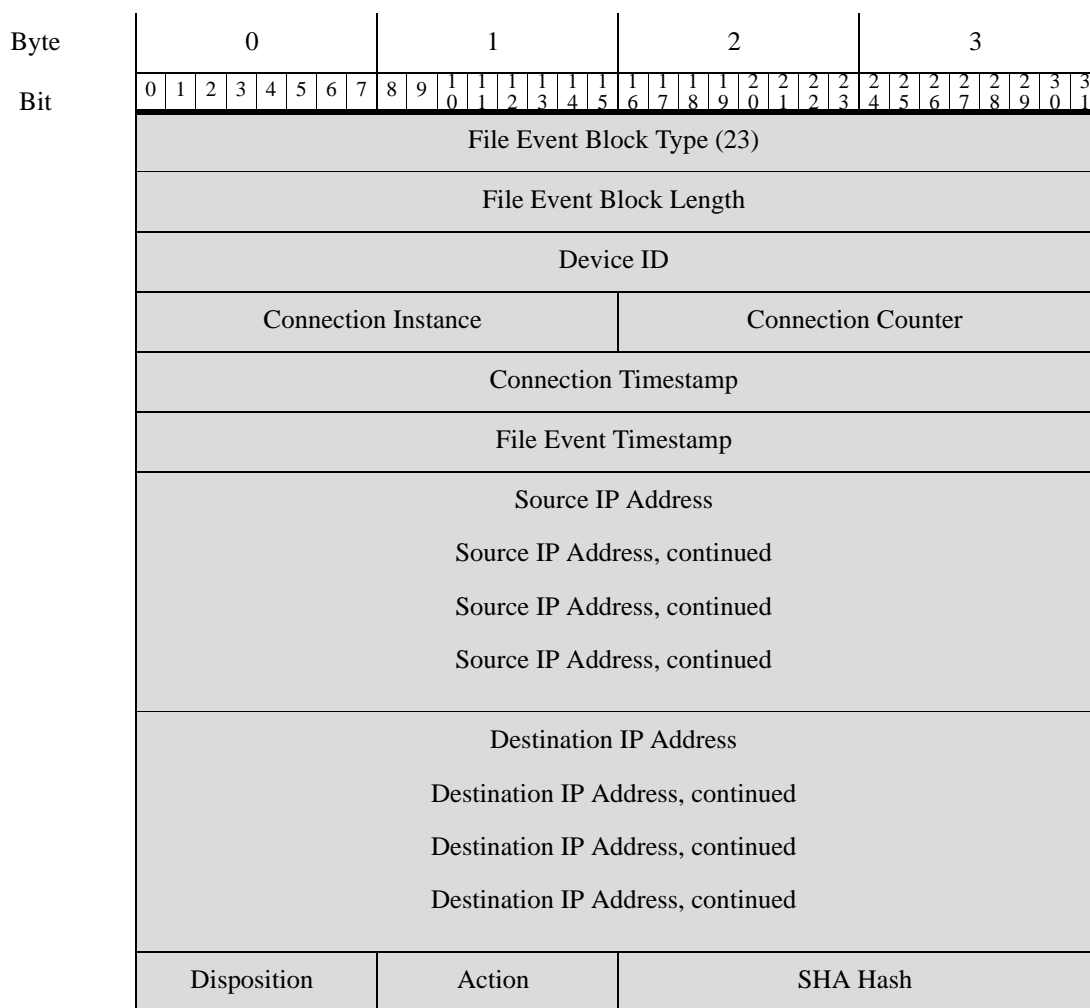 Byte 0 1 2 3
Bit 0 1 2 3 4 5 6 7 8 9 10 11 12 13 14 15 16 17 18 19 20 21 22 23 24 25 26 27 28 29 30 31
File Event Block Type (23)
File Event Block Length
Device ID
Connection Instance Connection Counter
Connection Timestamp
File Event Timestamp
Source IP Address
Source IP Address, continued
Source IP Address, continued
Source IP Address, continued
Destination IP Address
Destination IP Address, continued
Destination IP Address, continued
Destination IP Address, continued
Disposition Action SHA Hash